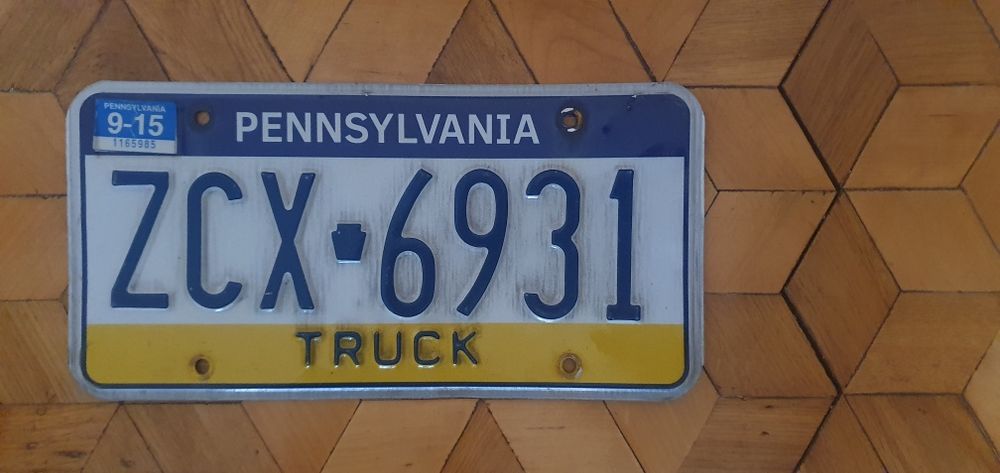 PENNSYLVANIA
9-15
1165985
PENNSYLVANIA
ZCX 6931
TRUCK